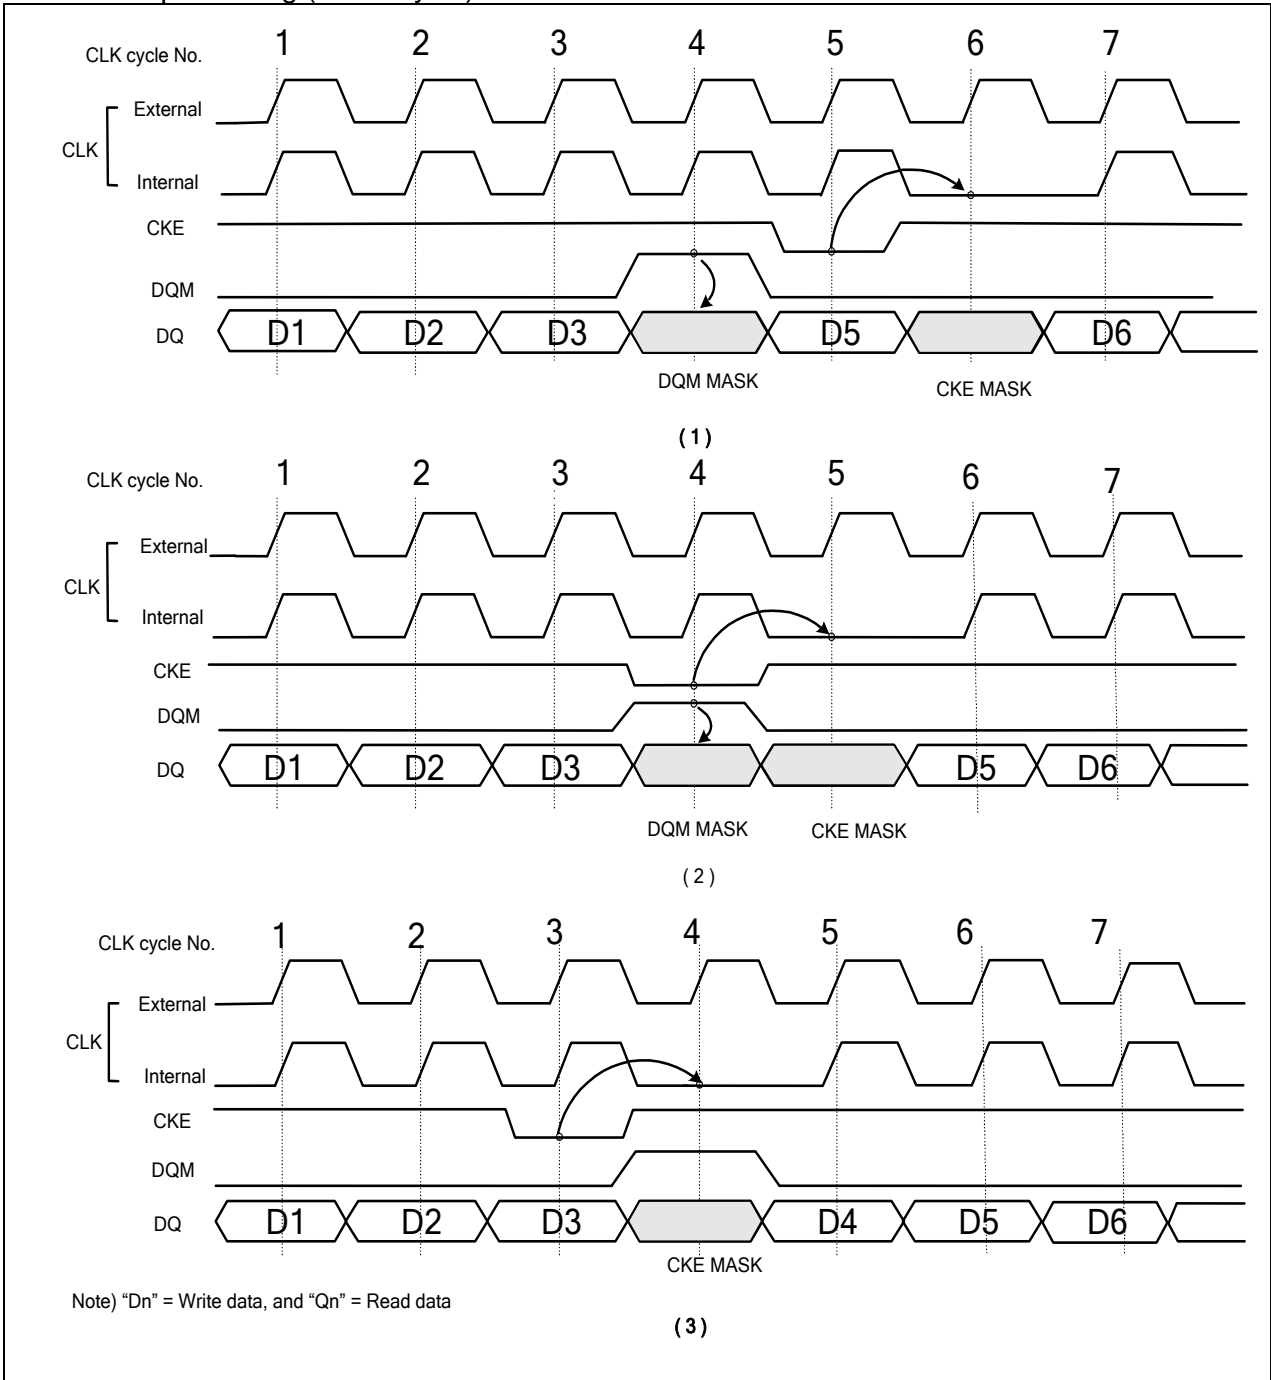 CLK cycle No. 1 2 3 4 5 6 7
External
CLK
Internal
CKE
DQM
DQ D1 D2 D3 D5 D6
DQM MASK CKE MASK
( 1 )
CLK cycle No. 1 2 3 4 5 6 7
External
CLK
Internal
CKE
DQM
DQ D1 D2 D3 D5 D6
DQM MASK CKE MASK
( 2 )
CLK cycle No. 1 2 3 4 5 6 7
External
CLK
Internal
CKE
DQM
DQ D1 D2 D3 D4 D5 D6
CKE MASK
Note) “Dn” = Write data, and “Qn” = Read data
( 3 )